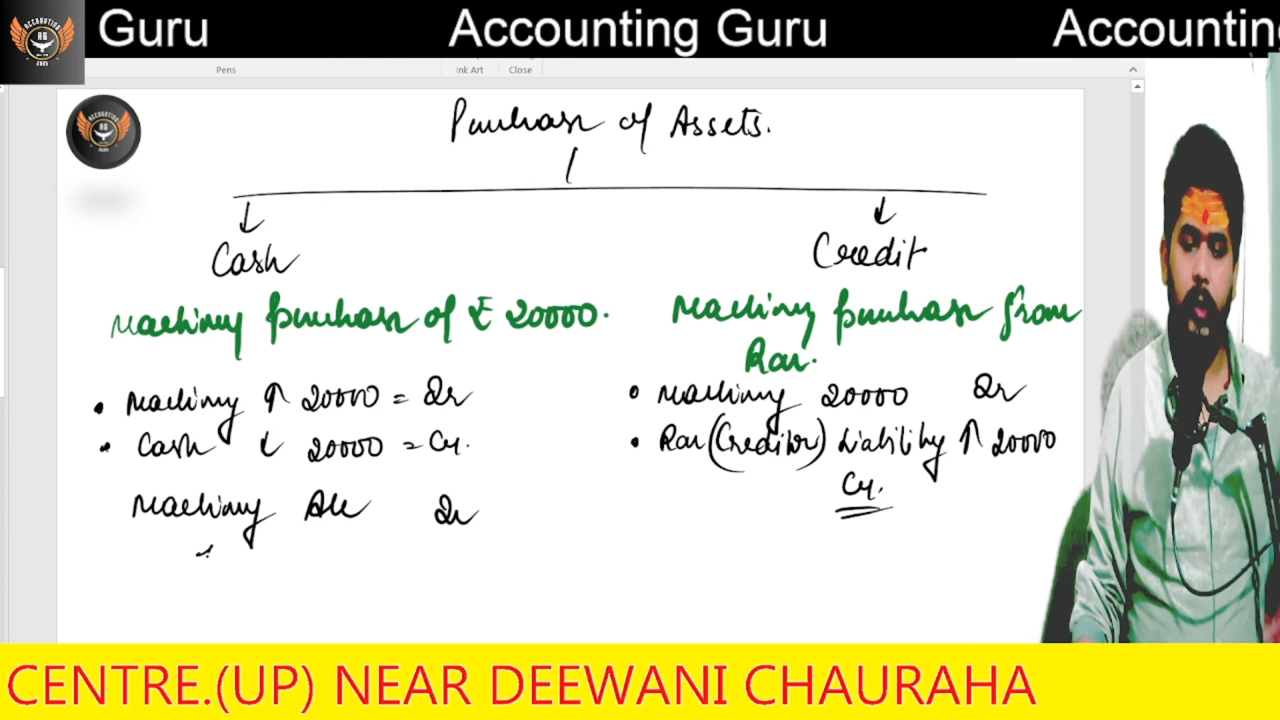 Guru Accounting Guru Accountin
Pens Ink Art Close
Purchase of Assets.
Cash Credit
Machinery purchase of ₹ 20000.
Machinery purchase from
Ram.
• Machinery ↑ 20000 = Dr
• Cash ↓ 20000 = Cr.
Machinery A/c Dr
• Machinery 20000 Dr
• Ram (Creditor) Liability ↑ 20000
Cr.
CENTRE.(UP) NEAR DEEWANI CHAURAHA